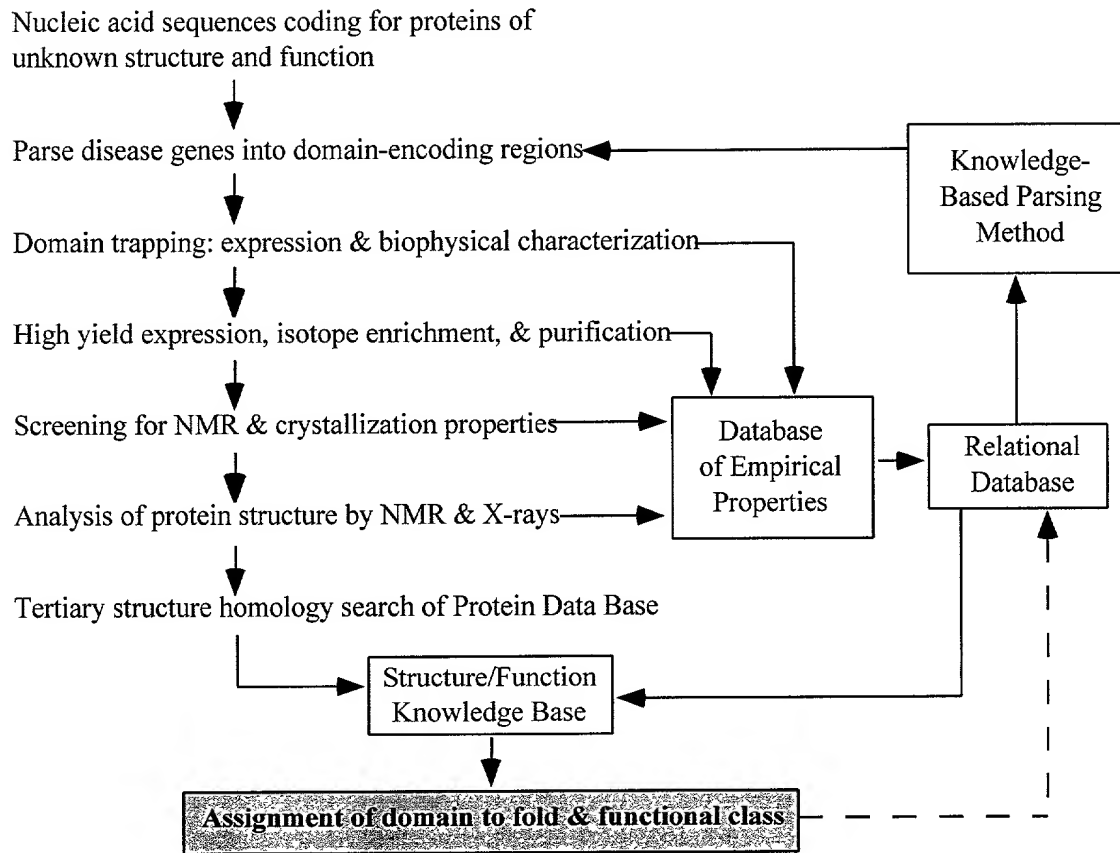 Nucleic acid sequences coding for proteins of
unknown structure and function
Parse disease genes into domain-encoding regions
Knowledge-
Based Parsing
Method
Domain trapping: expression & biophysical characterization
High yield expression, isotope enrichment, & purification
Screening for NMR & crystallization properties
Database
of Empirical
Properties
Relational
Database
Analysis of protein structure by NMR & X-rays
Tertiary structure homology search of Protein Data Base
Structure/Function
Knowledge Base
Assignment of domain to fold & functional class